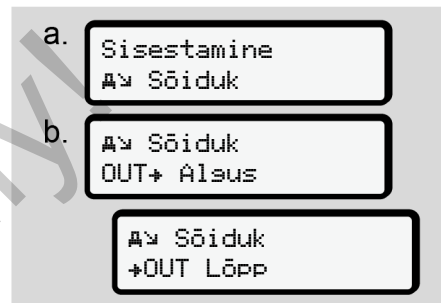 a.
Sisestamine
Sõiduk
b.
Sõiduk
OUT→ Algus
Sõiduk
→OUT Lõpp